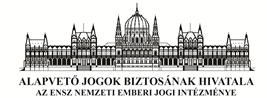 ALAPVETŐ JOGOK BIZTOSÁNAK HIVATALA
AZ ENSZ NEMZETI EMBERI JOGI INTÉZMÉNYE